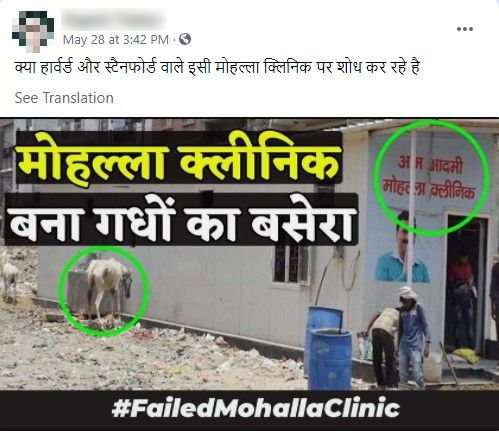 May 28 at 3:42 PM ·
क्या हार्वर्ड और स्टैनफोर्ड वाले इसी मोहल्ला क्लिनिक पर शोध कर रहे है
See Translation
मोहल्ला क्लीनिक
बना गधों का बसेरा
आम आदमी
मोहल्ला क्लीनिक
#FailedMohallaClinic